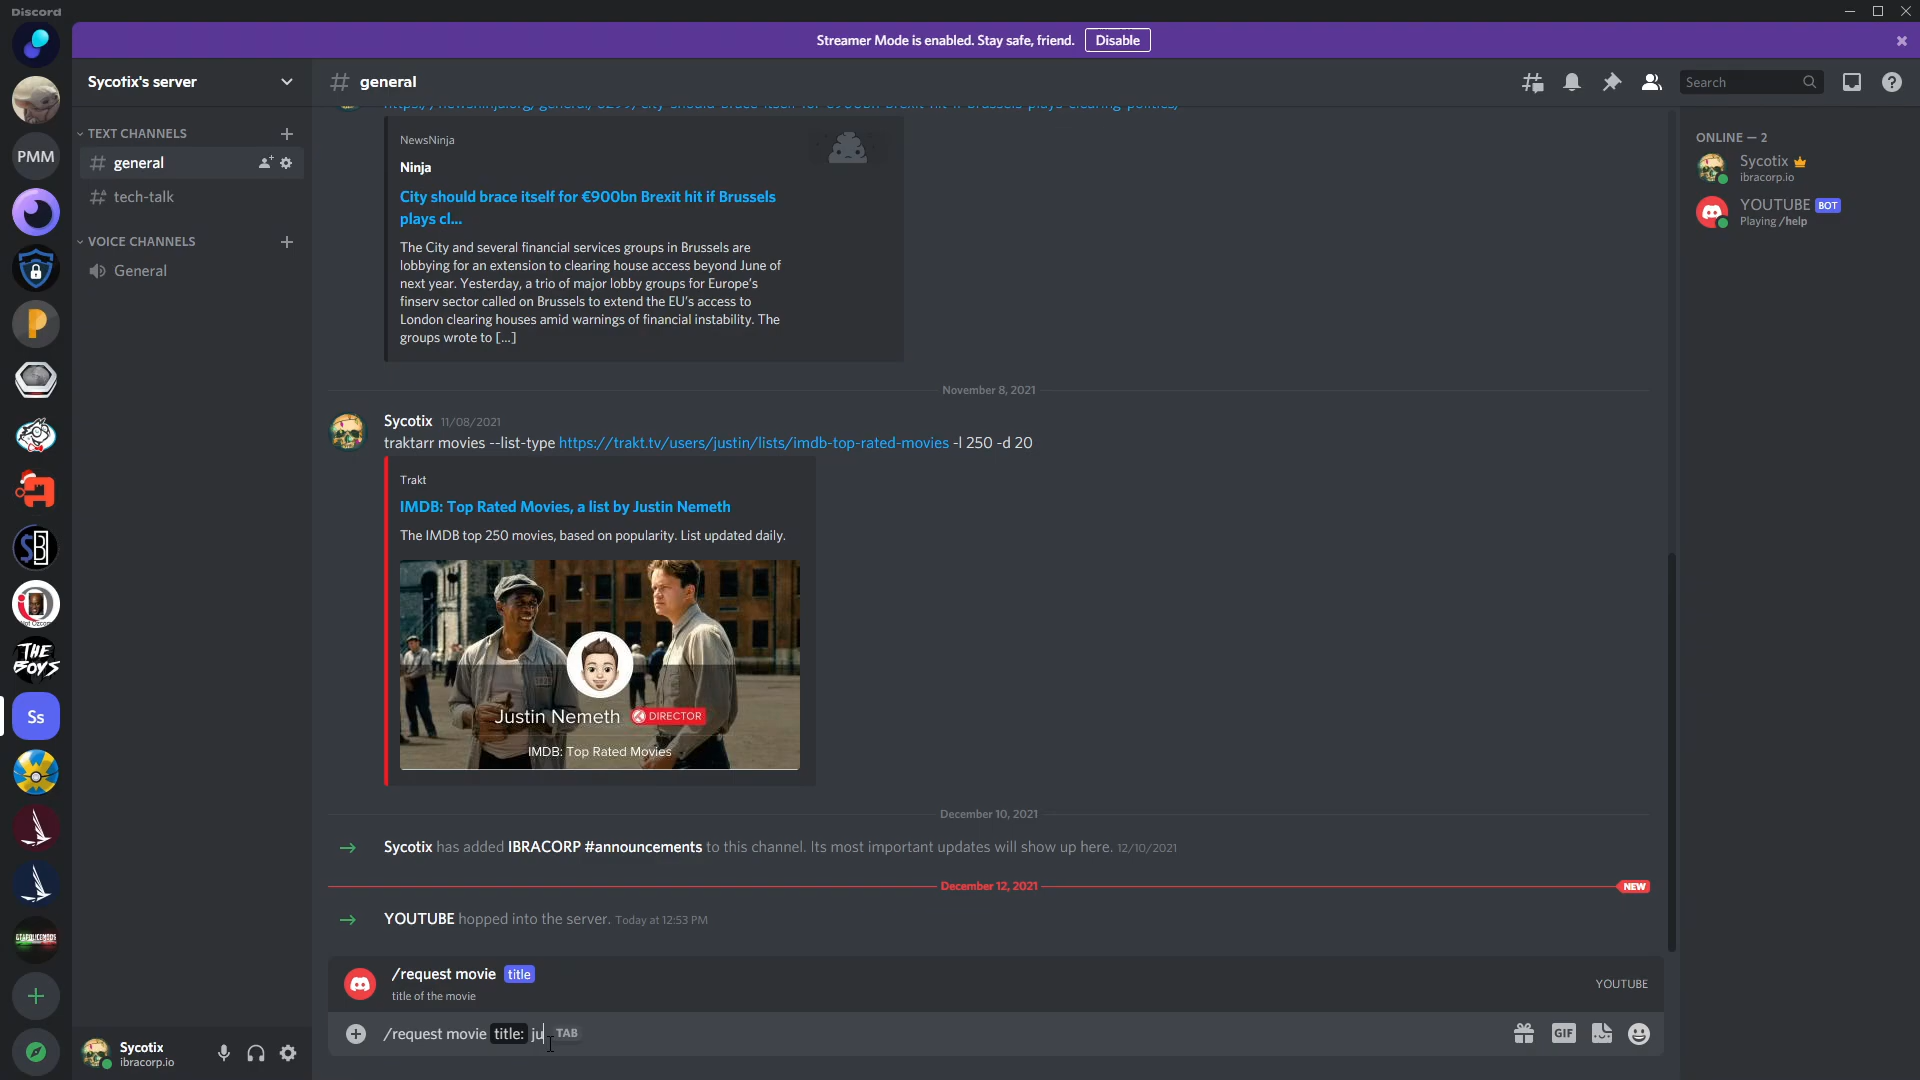 Discord
Streamer Mode is enabled. Stay safe, friend. Disable
Sycotix's server
general
Search
TEXT CHANNELS
general
tech-talk
VOICE CHANNELS
General
PMM
THE BOYS
Ss
NewsNinja
Ninja
City should brace itself for €900bn Brexit hit if Brussels
plays cl...
The City and several financial services groups in Brussels are
lobbying for an extension to clearing house access beyond June of
next year. Yesterday, a trio of major lobby groups for Europe's
finserv sector called on Brussels to extend the EU's access to
London clearing houses amid warnings of financial instability. The
groups wrote to [...]
November 8, 2021
Sycotix 11/08/2021
traktarr movies --list-type https://trakt.tv/users/justin/lists/imdb-top-rated-movies -l 250 -d 20
Trakt
IMDB: Top Rated Movies, a list by Justin Nemeth
The IMDB top 250 movies, based on popularity. List updated daily.
Justin Nemeth DIRECTOR
IMDB: Top Rated Movies
December 10, 2021
Sycotix has added IBRACORP #announcements to this channel. Its most important updates will show up here. 12/10/2021
December 12, 2021 NEW
YOUTUBE hopped into the server. Today at 12:53 PM
/request movie title
title of the movie
YOUTUBE
/request movie title: ju TAB
GIF
Sycotix
ibracorp.io
ONLINE — 2
Sycotix
ibracorp.io
YOUTUBE BOT
Playing /help